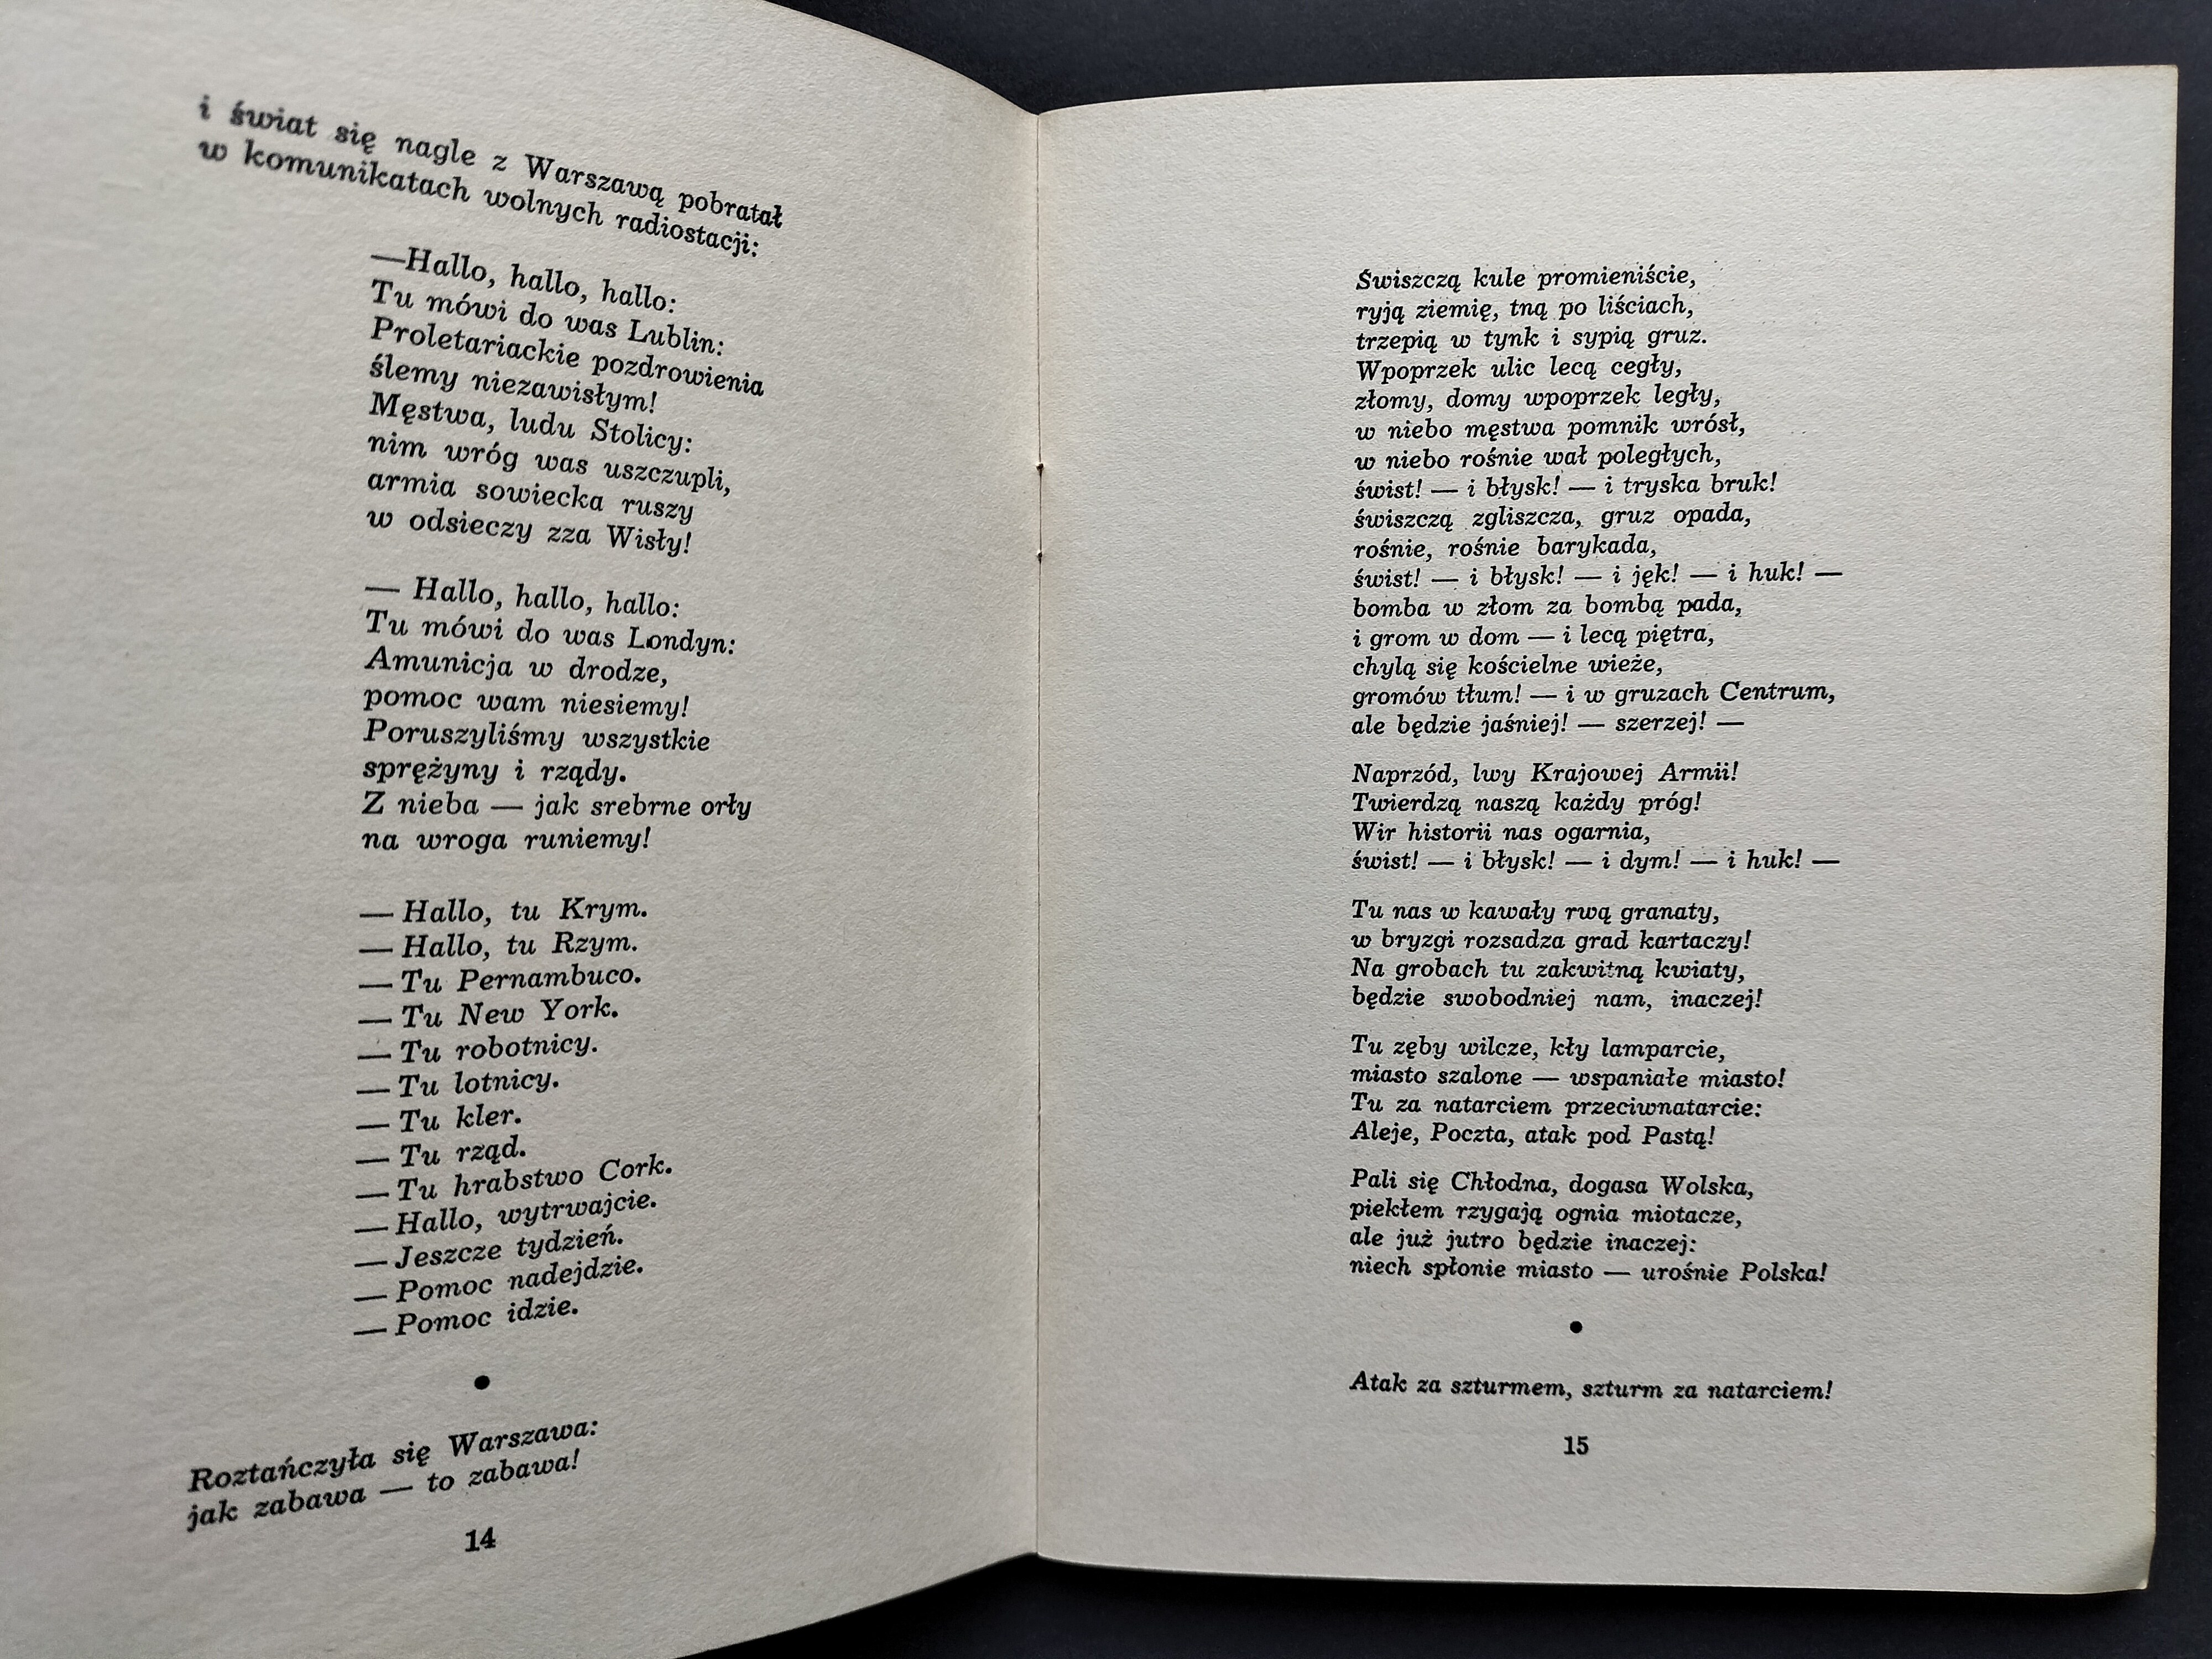 i świat się nagle z Warszawą pobratał
w komunikatach wolnych radiostacji:
—Hallo, hallo, hallo:
Tu mówi do was Lublin:
Proletariackie pozdrowienia
ślemy niezawisłym!
Męstwa, ludu Stolicy:
nim wróg was uszczupli,
armia sowiecka ruszy
w odsieczy zza Wisły!
— Hallo, hallo, hallo:
Tu mówi do was Londyn:
Amunicja w drodze,
pomoc wam niesiemy!
Poruszyliśmy wszystkie
sprężyny i rządy.
Z nieba — jak srebrne orły
na wroga runiemy!
— Hallo, tu Krym.
— Hallo, tu Rzym.
— Tu Pernambuco.
— Tu New York.
— Tu robotnicy.
— Tu lotnicy.
— Tu kler.
— Tu rząd.
— Tu hrabstwo Cork.
— Hallo, wytrwajcie.
— Jeszcze tydzień.
— Pomoc nadejdzie.
— Pomoc idzie.
●
Roztańczyła się Warszawa:
jak zabawa — to zabawa!
14
Świszczą kule promieniście,
ryją ziemię, tną po liściach,
trzepią w tynk i sypią gruz.
Wpoprzek ulic lecą cegły,
złomy, domy wpoprzek legły,
w niebo męstwa pomnik wrósł,
w niebo rośnie wał poległych,
świst! — i błysk! — i tryska bruk!
świszczą zgliszcza, gruz opada,
rośnie, rośnie barykada,
świst! — i błysk! — i jęk! — i huk! —
bomba w złom za bombą pada,
i grom w dom — i lecą piętra,
chylą się kościelne wieże,
gromów tłum! — i w gruzach Centrum,
ale będzie jaśniej! — szerzej! —
Naprzód, lwy Krajowej Armii!
Twierdzą naszą każdy próg!
Wir historii nas ogarnia,
świst! — i błysk! — i dym! — i huk! —
Tu nas w kawały rwą granaty,
w bryzgi rozsadza grad kartaczy!
Na grobach tu zakwitną kwiaty,
będzie swobodniej nam, inaczej!
Tu zęby wilcze, kły lamparcie,
miasto szalone — wspaniałe miasto!
Tu za natarciem przeciwnatarcie:
Aleje, Poczta, atak pod Pastą!
Pali się Chłodna, dogasa Wolska,
piekłem rzygają ognia miotacze,
ale już jutro będzie inaczej:
niech spłonie miasto — urośnie Polska!
●
Atak za szturmem, szturm za natarciem!
15